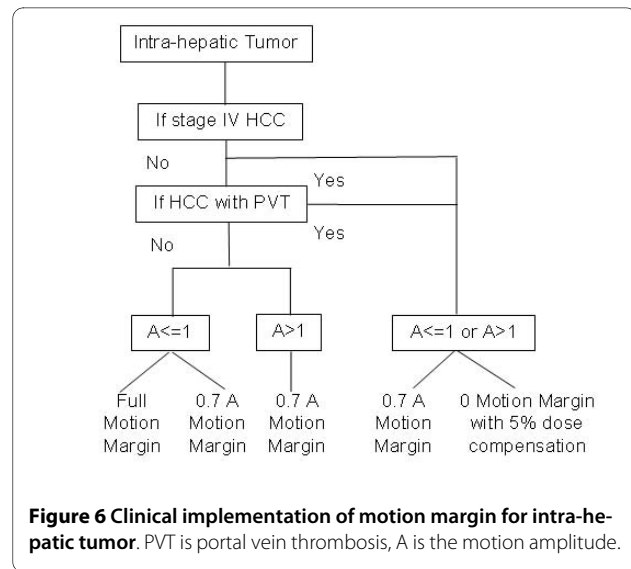 Intra-hepatic Tumor
If stage IV HCC
No
Yes
If HCC with PVT
No
Yes
A<=1
A>1
A<=1 or A>1
Full
Motion
Margin
0.7 A
Motion
Margin
0.7 A
Motion
Margin
0.7 A
Motion
Margin
0 Motion Margin
with 5% dose
compensation
Figure 6 Clinical implementation of motion margin for intra-he-
patic tumor. PVT is portal vein thrombosis, A is the motion amplitude.